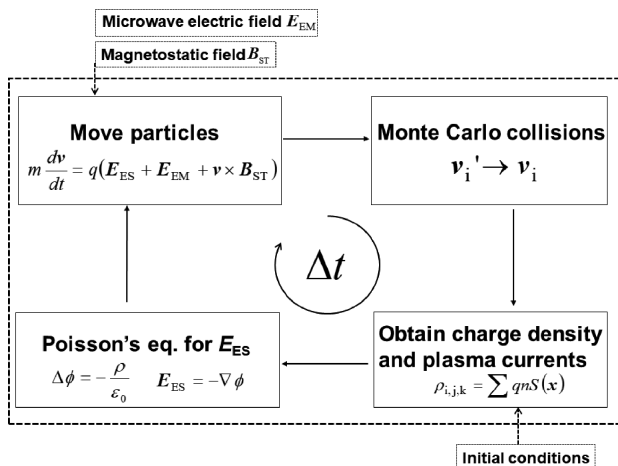 Microwave electric field E_EM
Magnetostatic field B_ST
Move particles
m dv/dt = q(E_ES + E_EM + v × B_ST)
Monte Carlo collisions
v_i' → v_i
Δt
Poisson's eq. for E_ES
Δϕ = −ρ/ε_0   E_ES = −∇ϕ
Obtain charge density
and plasma currents
ρ_i,j,k = ∑ qnS(x)
Initial conditions